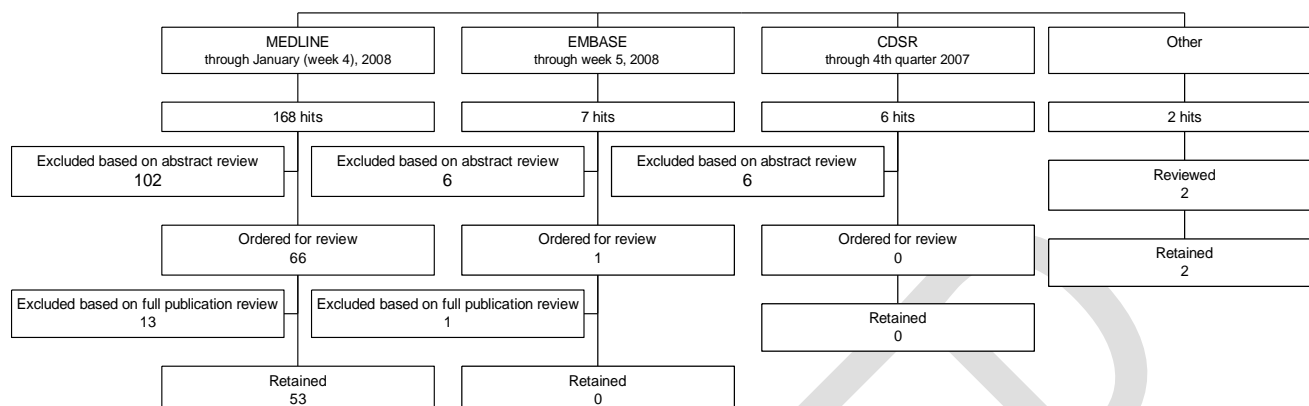 MEDLINE
through January (week 4), 2008
EMBASE
through week 5, 2008
CDSR
through 4th quarter 2007
Other
168 hits
7 hits
6 hits
2 hits
Excluded based on abstract review
102
Excluded based on abstract review
6
Excluded based on abstract review
6
Reviewed
2
Ordered for review
66
Ordered for review
1
Ordered for review
0
Retained
2
Excluded based on full publication review
13
Excluded based on full publication review
1
Retained
0
Retained
53
Retained
0